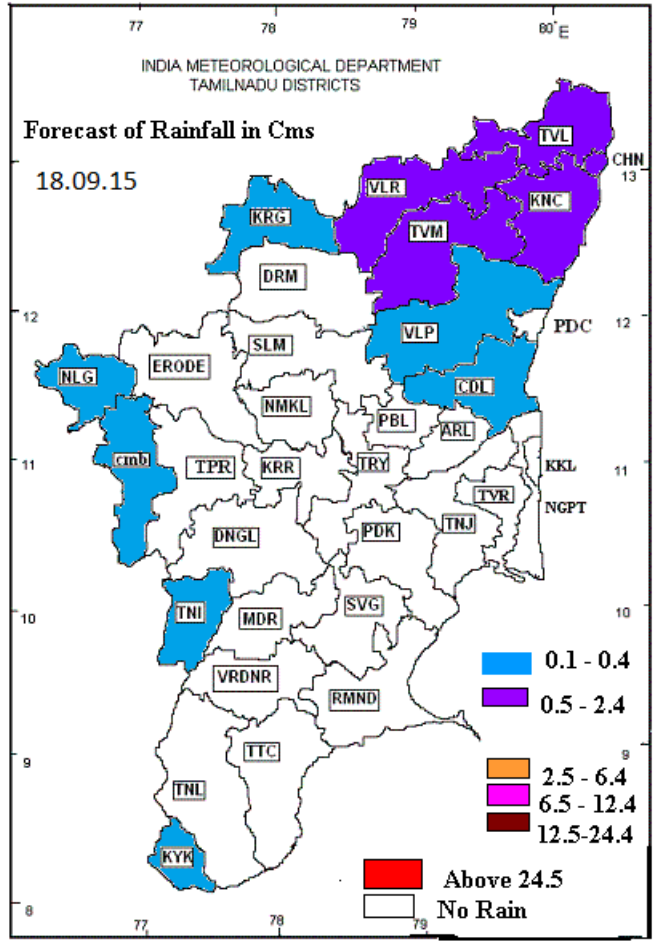 77 78 79 80° E
INDIA METEOROLOGICAL DEPARTMENT
TAMILNADU DISTRICTS
Forecast of Rainfall in Cms
18.09.15
TVL
CHN
13
VLR
KNC
KRG
TVM
DRM
12
12
PDC
VLP
SLM
ERODE
NLG
CDL
NMKL
PBL
ARL
11
cmb
TPR
KRR
TRY
11
KKL
TVR
NGPT
TNJ
PDK
DNGL
10
TNI
MDR
SVG
10
VRDNR
RMND
0.1 - 0.4
0.5 - 2.4
9
TTC
9
2.5 - 6.4
TNL
6.5 - 12.4
12.5-24.4
KYK
Above 24.5
No Rain
8
77 78 79